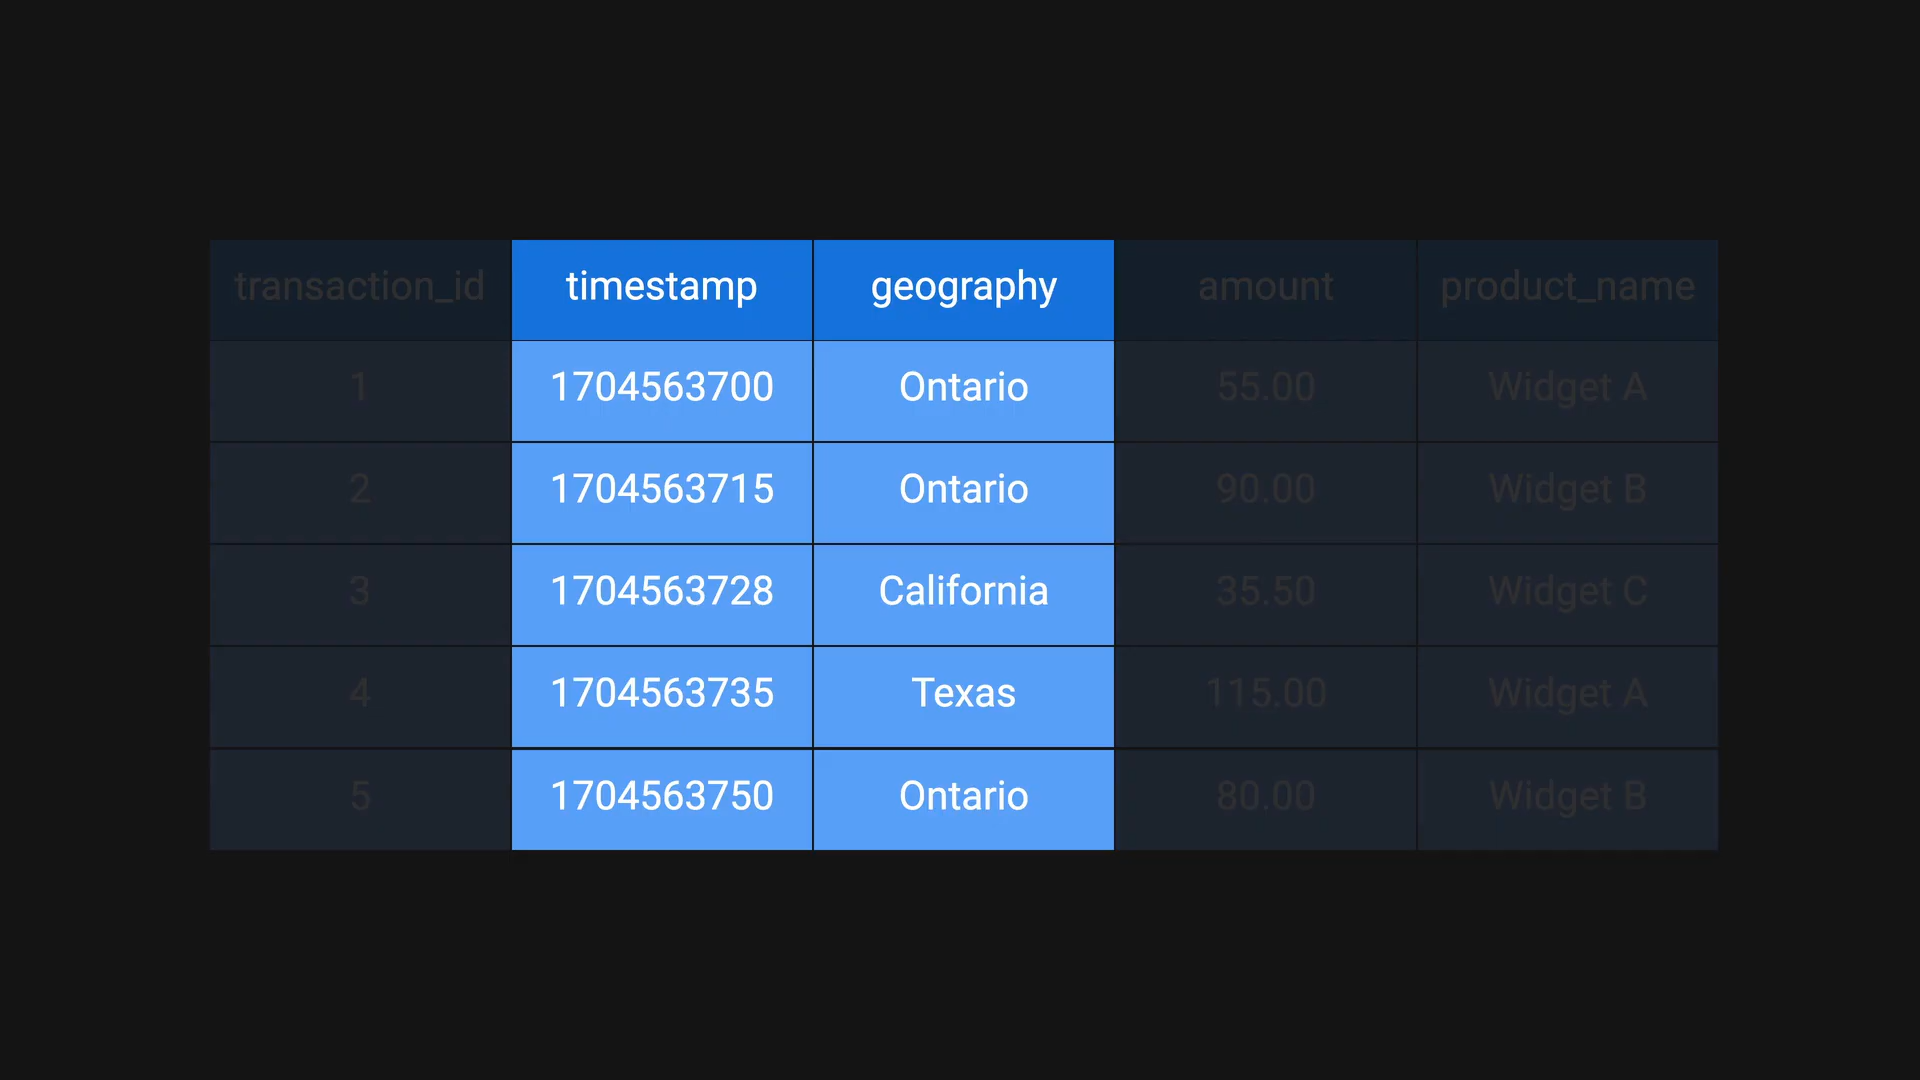 transaction_id timestamp geography amount product_name
1 1704563700 Ontario 55.00 Widget A
2 1704563715 Ontario 90.00 Widget B
3 1704563728 California 35.50 Widget C
4 1704563735 Texas 115.00 Widget A
5 1704563750 Ontario 80.00 Widget B